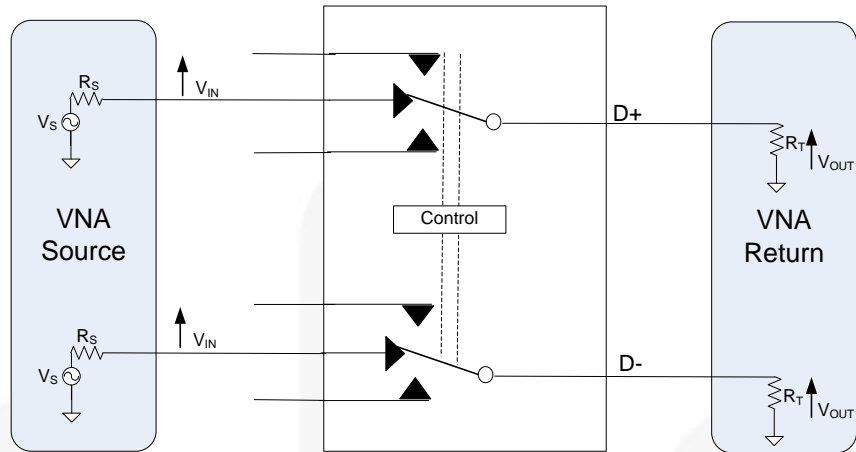 RS
VIN
VS
D+
RT
VOUT
Control
VNA
Source
VNA
Return
RS
VIN
VS
D-
RT
VOUT